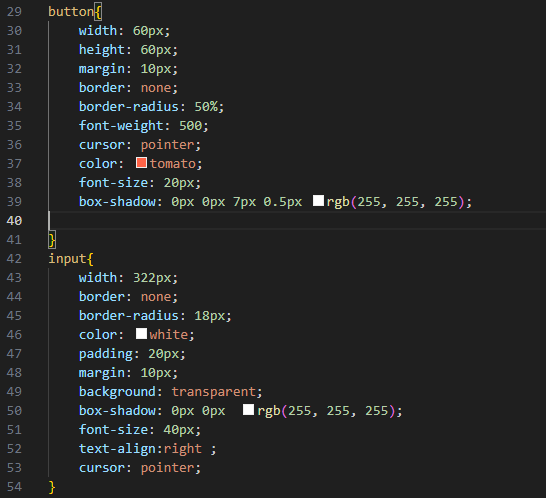 29 button{
30 width: 60px;
31 height: 60px;
32 margin: 10px;
33 border: none;
34 border-radius: 50%;
35 font-weight: 500;
36 cursor: pointer;
37 color: tomato;
38 font-size: 20px;
39 box-shadow: 0px 0px 7px 0.5px rgb(255, 255, 255);
40
41 }
42 input{
43 width: 322px;
44 border: none;
45 border-radius: 18px;
46 color: white;
47 padding: 20px;
48 margin: 10px;
49 background: transparent;
50 box-shadow: 0px 0px rgb(255, 255, 255);
51 font-size: 40px;
52 text-align:right ;
53 cursor: pointer;
54 }